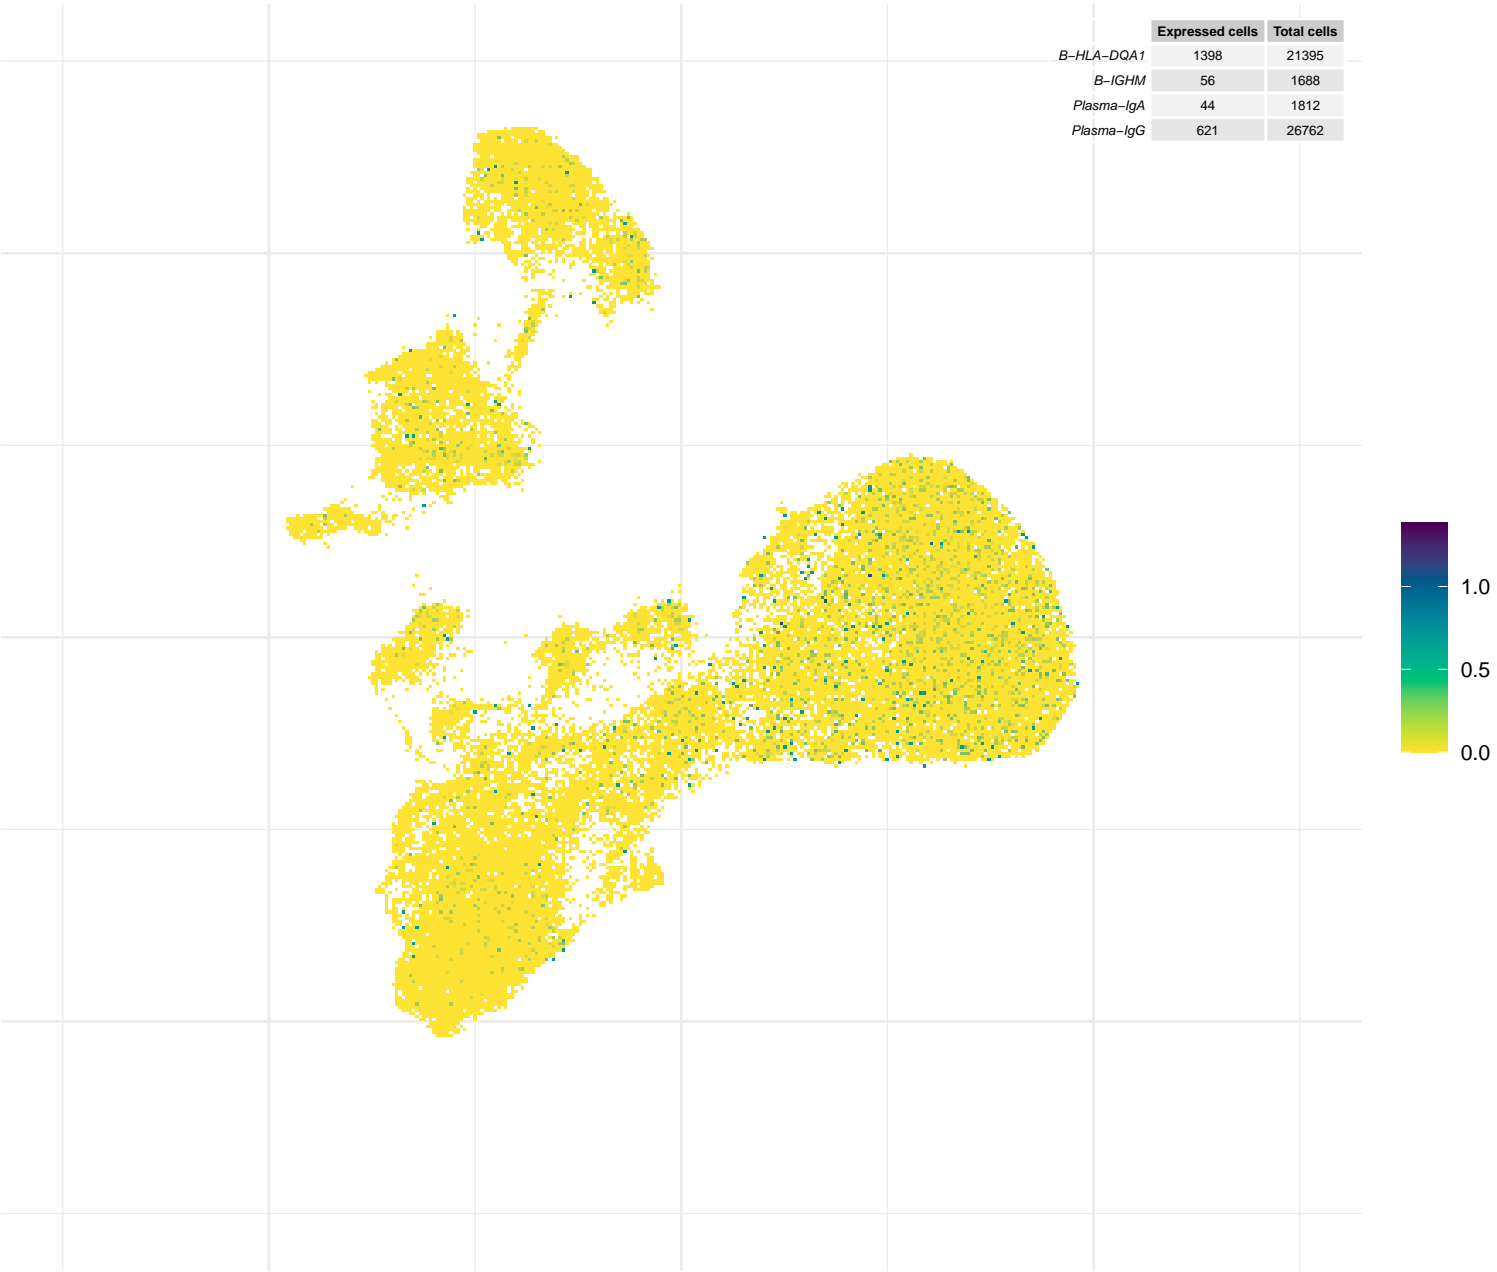 Expressed cells Total cells
B−HLA−DQA1 1398 21395
B−IGHM 56 1688
Plasma−IgA 44 1812
Plasma−IgG 621 26762
1.0
0.5
0.0